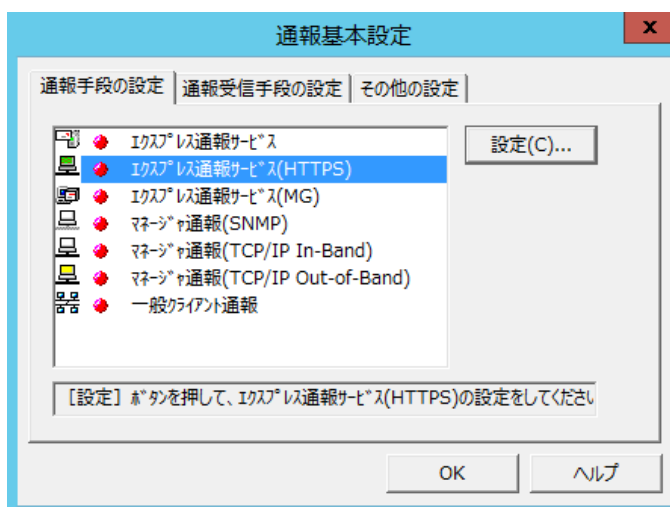 通報基本設定
x
通報手段の設定 通報受信手段の設定 その他の設定
ｴｸｽﾌﾟﾚｽ通報ｻｰﾋﾞｽ
設定(C)...
ｴｸｽﾌﾟﾚｽ通報ｻｰﾋﾞｽ(HTTPS)
ｴｸｽﾌﾟﾚｽ通報ｻｰﾋﾞｽ(MG)
ﾏﾈｰｼﾞｬ通報(SNMP)
ﾏﾈｰｼﾞｬ通報(TCP/IP In-Band)
ﾏﾈｰｼﾞｬ通報(TCP/IP Out-of-Band)
一般ｸﾗｲｱﾝﾄ通報
［設定］ﾎﾞﾀﾝを押して、ｴｸｽﾌﾟﾚｽ通報ｻｰﾋﾞｽ(HTTPS)の設定をしてくださ
OK ヘルプ